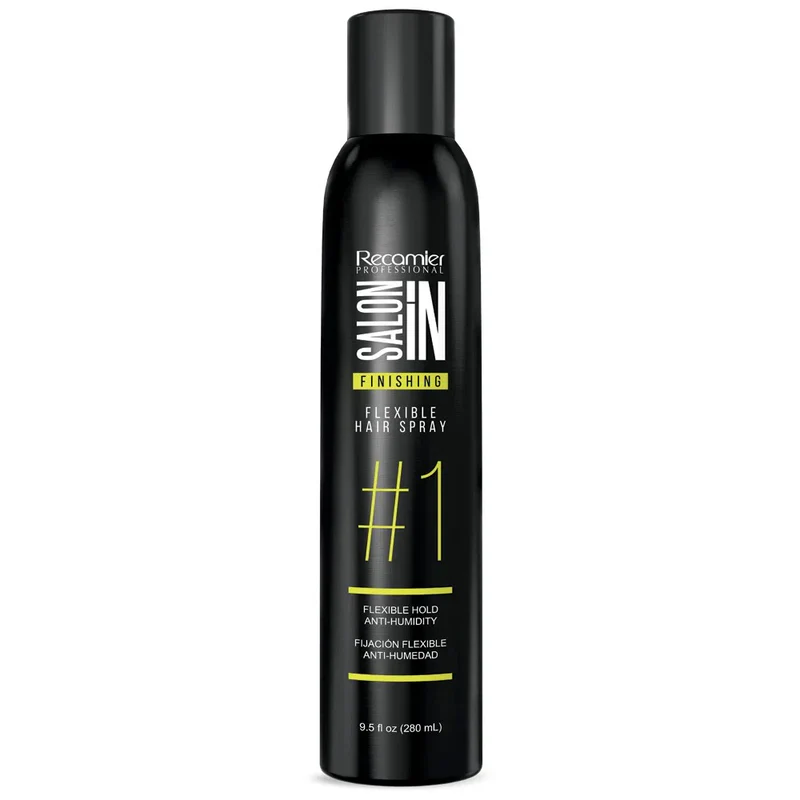 Recamier
PROFESSIONAL
SALON IN
FINISHING
FLEXIBLE
HAIR SPRAY
#1
FLEXIBLE HOLD
ANTI-HUMIDITY
FIJACIÓN FLEXIBLE
ANTI-HUMEDAD
9.5 fl oz (280 mL)